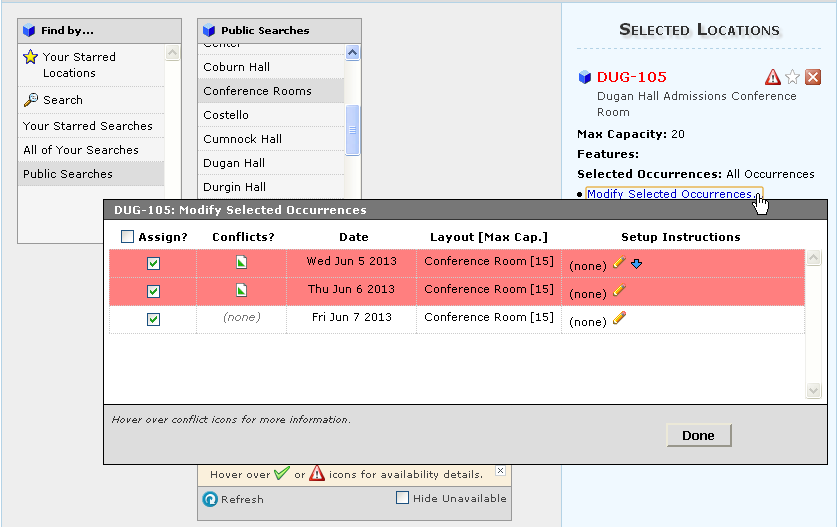 Find by...
Your Starred
Locations
Search
Your Starred Searches
All of Your Searches
Public Searches
Public Searches
Center
Coburn Hall
Conference Rooms
Costello
Cumnock Hall
Dugan Hall
Durgin Hall
Selected Locations
DUG-105
Dugan Hall Admissions Conference
Room
Max Capacity: 20
Features:
Selected Occurences: All Occurences
• Modify Selected Occurrences...
DUG-105: Modify Selected Occurrences
Assign? Conflicts? Date Layout [Max Cap.] Setup Instructions
Wed Jun 5 2013 Conference Room [15] (none)
Thu Jun 6 2013 Conference Room [15] (none)
(none) Fri Jun 7 2013 Conference Room [15] (none)
Hover over conflict icons for more information.
Done
Hover over or icons for availability details.
Refresh Hide Unavailable